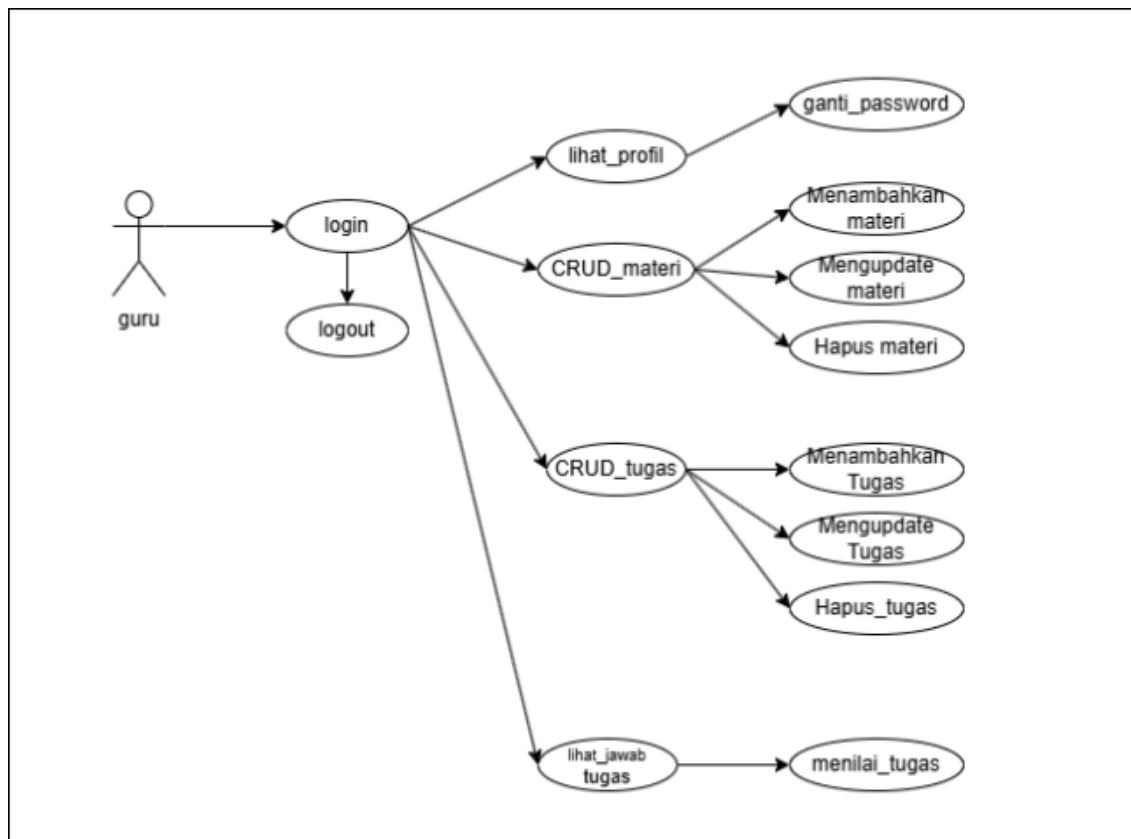 ganti_password
lihat_profil
Menambahkan
materi
login
CRUD_materi
Mengupdate
materi
guru
logout
Hapus materi
CRUD_tugas
Menambahkan
Tugas
Mengupdate
Tugas
Hapus_tugas
lihat_jawab
tugas
menilai_tugas